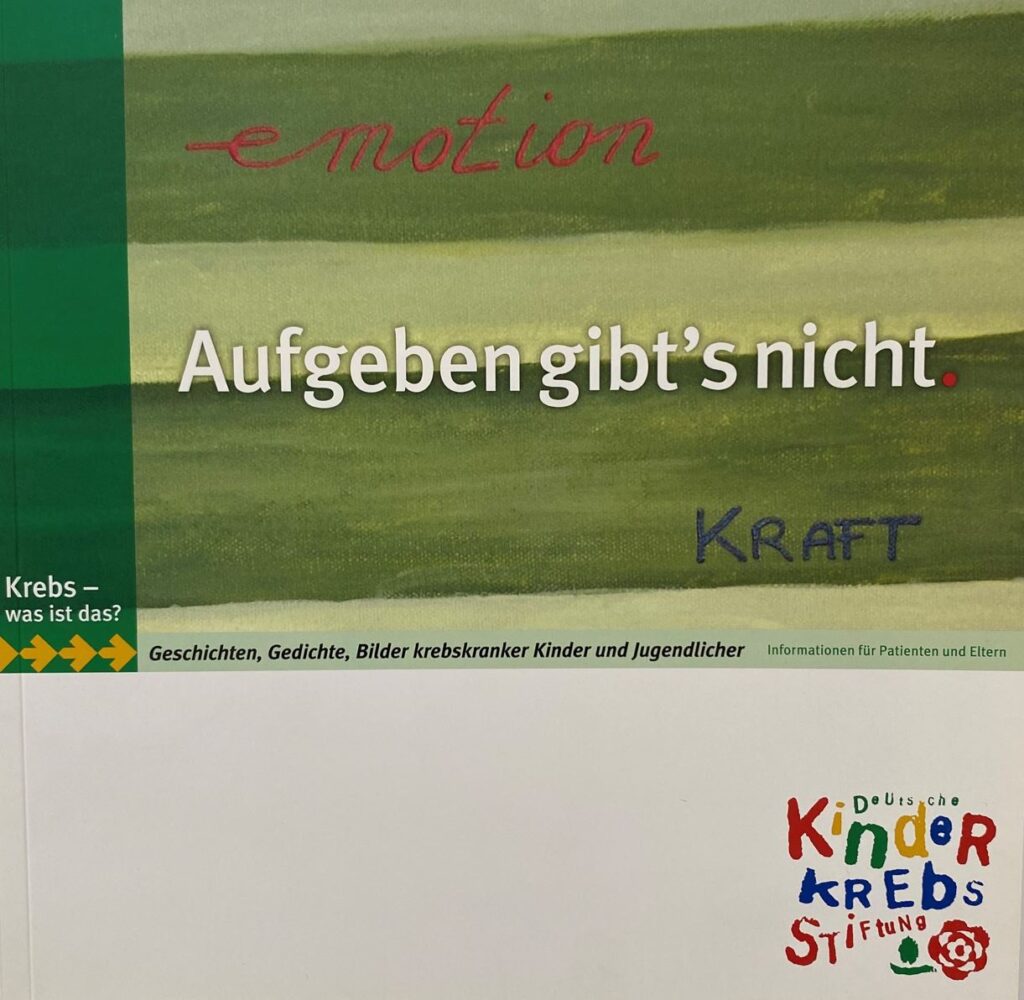 emotion
Aufgeben gibt's nicht.
KRAFT
Krebs –
was ist das?
Geschichten, Gedichte, Bilder krebskranker Kinder und Jugendlicher Informationen für Patienten und Eltern
Deutsche
KindeR
KREbs
STiFtuNg